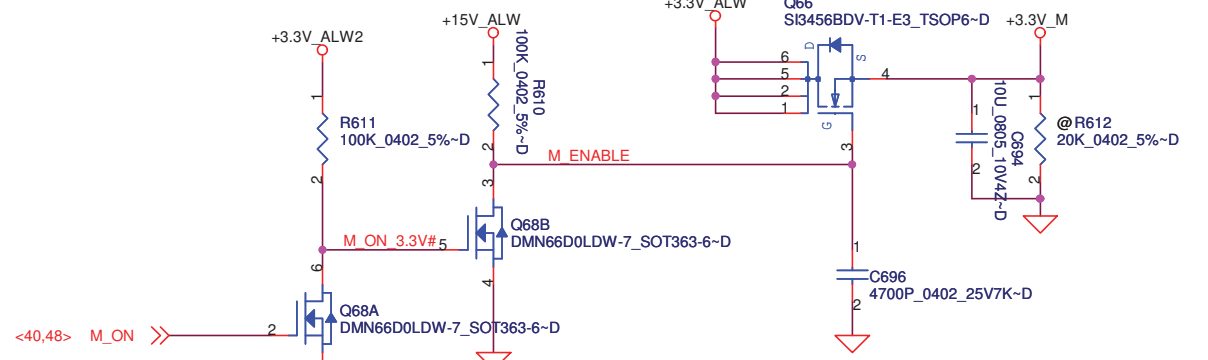 +3.3V_ALW
Q66
SI3456BDV-T1-E3_TSOP6~D
+15V_ALW
+3.3V_M
+3.3V_ALW2
D
S
G
6
5
2
1
4
3
1
2
R610
100K_0402_5%~D
1
2
R611
100K_0402_5%~D
1
2
C694
10U_0805_10V4Z~D
1
2
@R612
20K_0402_5%~D
M_ENABLE
3
5
4
Q68B
DMN66D0LDW-7_SOT363-6~D
M_ON_3.3V#
6
2
Q68A
DMN66D0LDW-7_SOT363-6~D
1
2
C696
4700P_0402_25V7K~D
<40,48>
M_ON